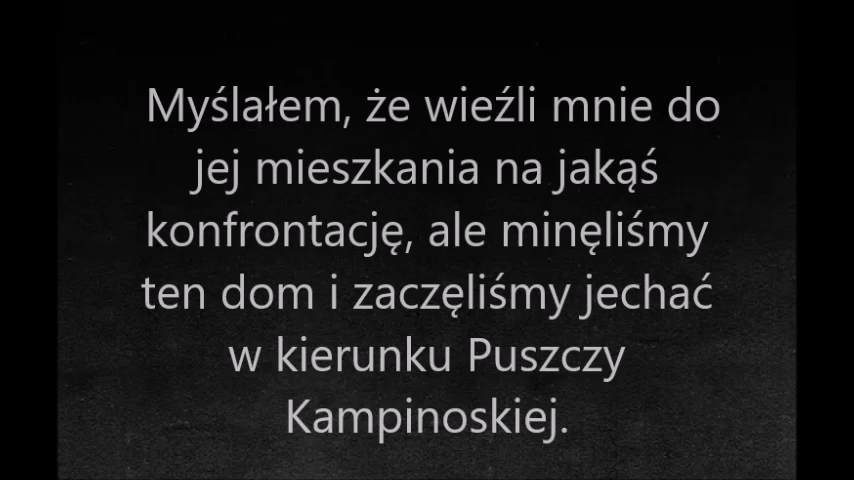 Myślałem, że wieźli mnie do
jej mieszkania na jakąś
konfrontację, ale minęliśmy
ten dom i zaczęliśmy jechać
w kierunku Puszczy
Kampinoskiej.